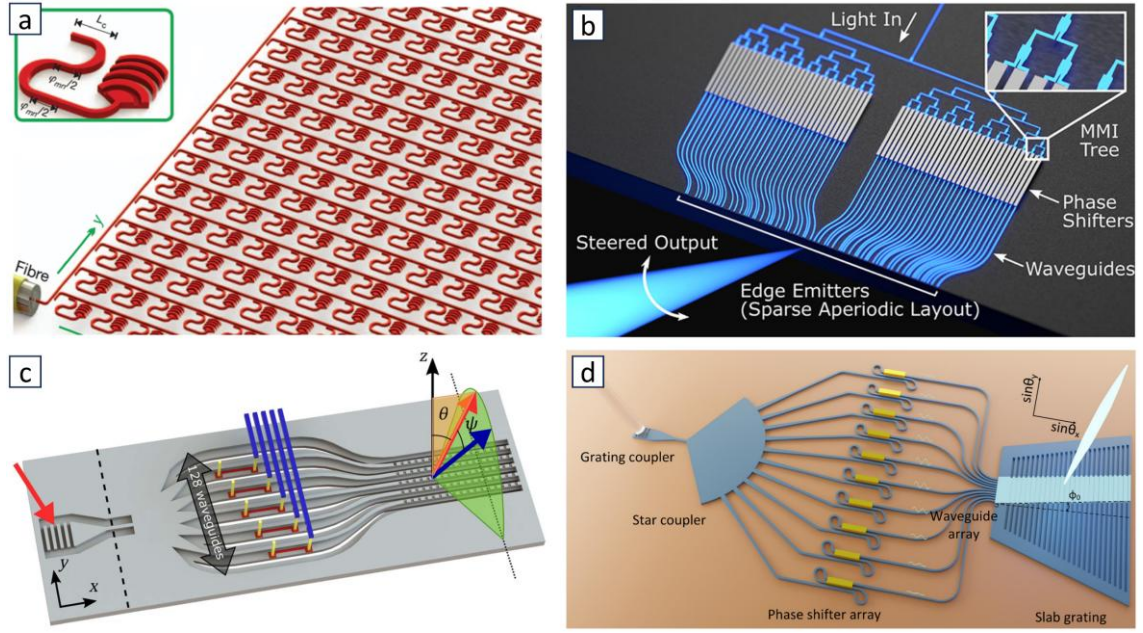 a
L_c
φ_mn/2
φ_mn/2
y
Fibre
b
Light In
MMI
Tree
Phase
Shifters
Waveguides
Steered Output
Edge Emitters
(Sparse Aperiodic Layout)
c
z
θ
ψ
128 waveguides
y
x
d
sinθ_y
sinθ_x
Grating coupler
Star coupler
Waveguide
array
ϕ_0
Phase shifter array
Slab grating